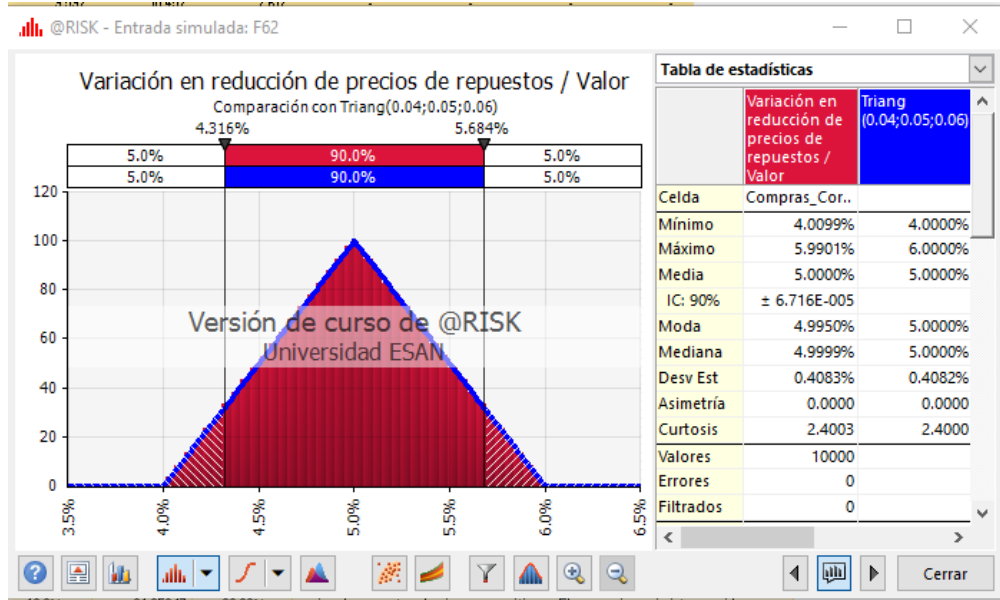 @RISK - Entrada simulada: F62
Variación en reducción de precios de repuestos / Valor
Comparación con Triang(0.04;0.05;0.06)
4.316% 5.684%
5.0% 90.0% 5.0%
5.0% 90.0% 5.0%
120
100
80
60
40
20
0
3.5% 4.0% 4.5% 5.0% 5.5% 6.0% 6.5%
Versión de curso de @RISK
Universidad ESAN
Tabla de estadísticas
Variación en
reducción de
precios de
repuestos /
Valor
Triang
(0.04;0.05;0.06)
Celda Compras_Cor..
Mínimo 4.0099% 4.0000%
Máximo 5.9901% 6.0000%
Media 5.0000% 5.0000%
IC: 90% ± 6.716E-005
Moda 4.9950% 5.0000%
Mediana 4.9999% 5.0000%
Desv Est 0.4083% 0.4082%
Asimetría 0.0000 0.0000
Curtosis 2.4003 2.4000
Valores 10000
Errores 0
Filtrados 0
Cerrar